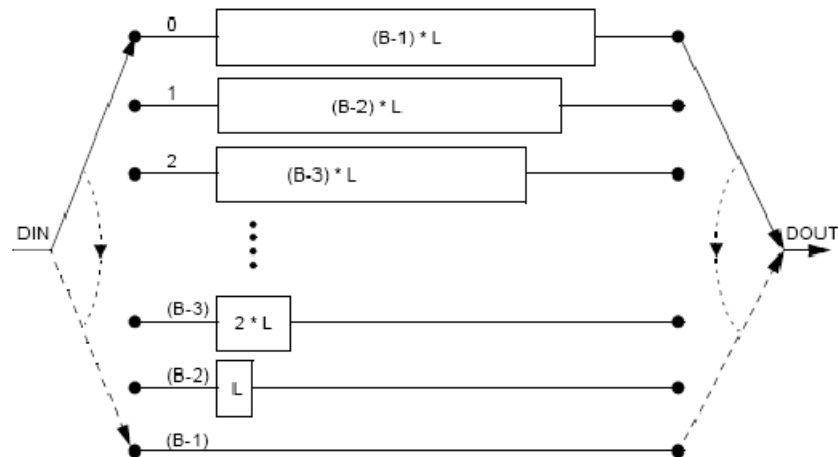 0
(B-1) * L
1
(B-2) * L
2
(B-3) * L
DIN
DOUT
(B-3)
2 * L
(B-2)
L
(B-1)